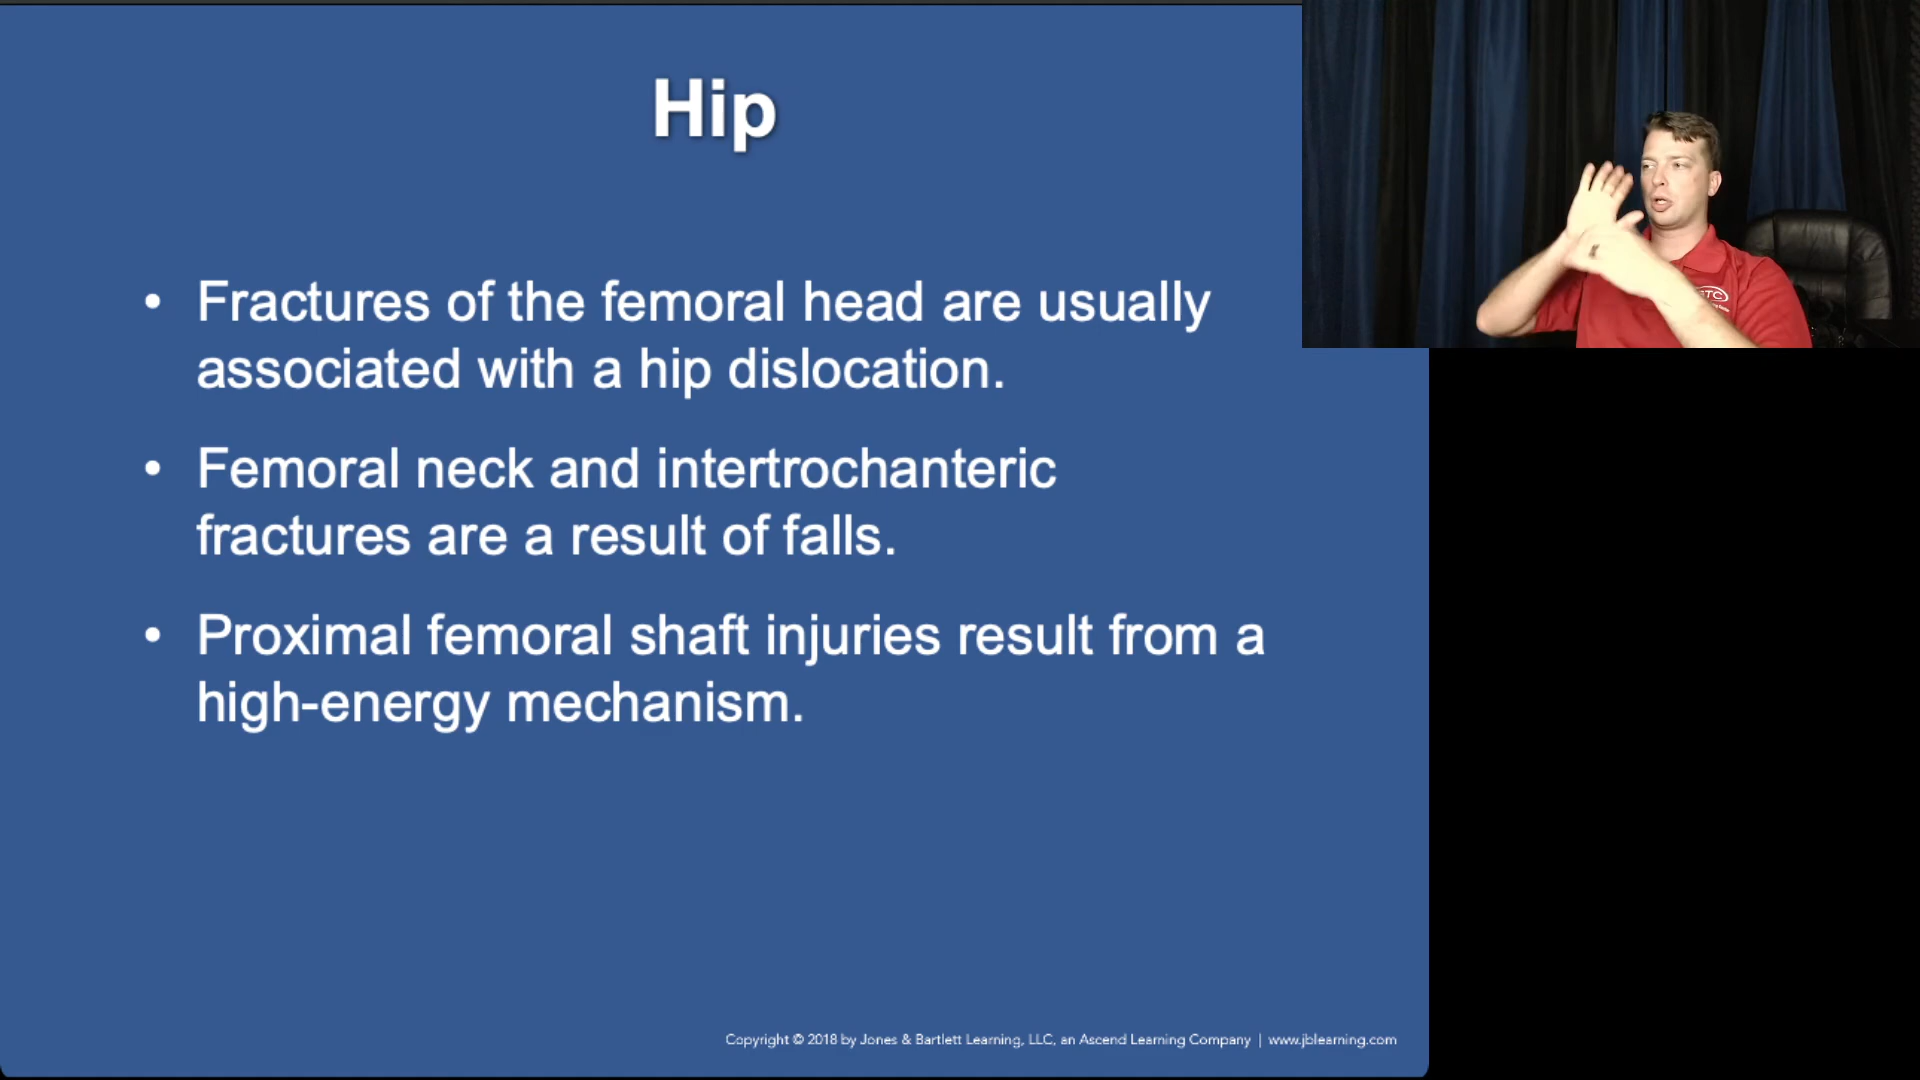 Hip
• Fractures of the femoral head are usually
associated with a hip dislocation.
• Femoral neck and intertrochanteric
fractures are a result of falls.
• Proximal femoral shaft injuries result from a
high-energy mechanism.
Copyright © 2018 by Jones & Bartlett Learning, LLC, an Ascend Learning Company | www.jblearning.com